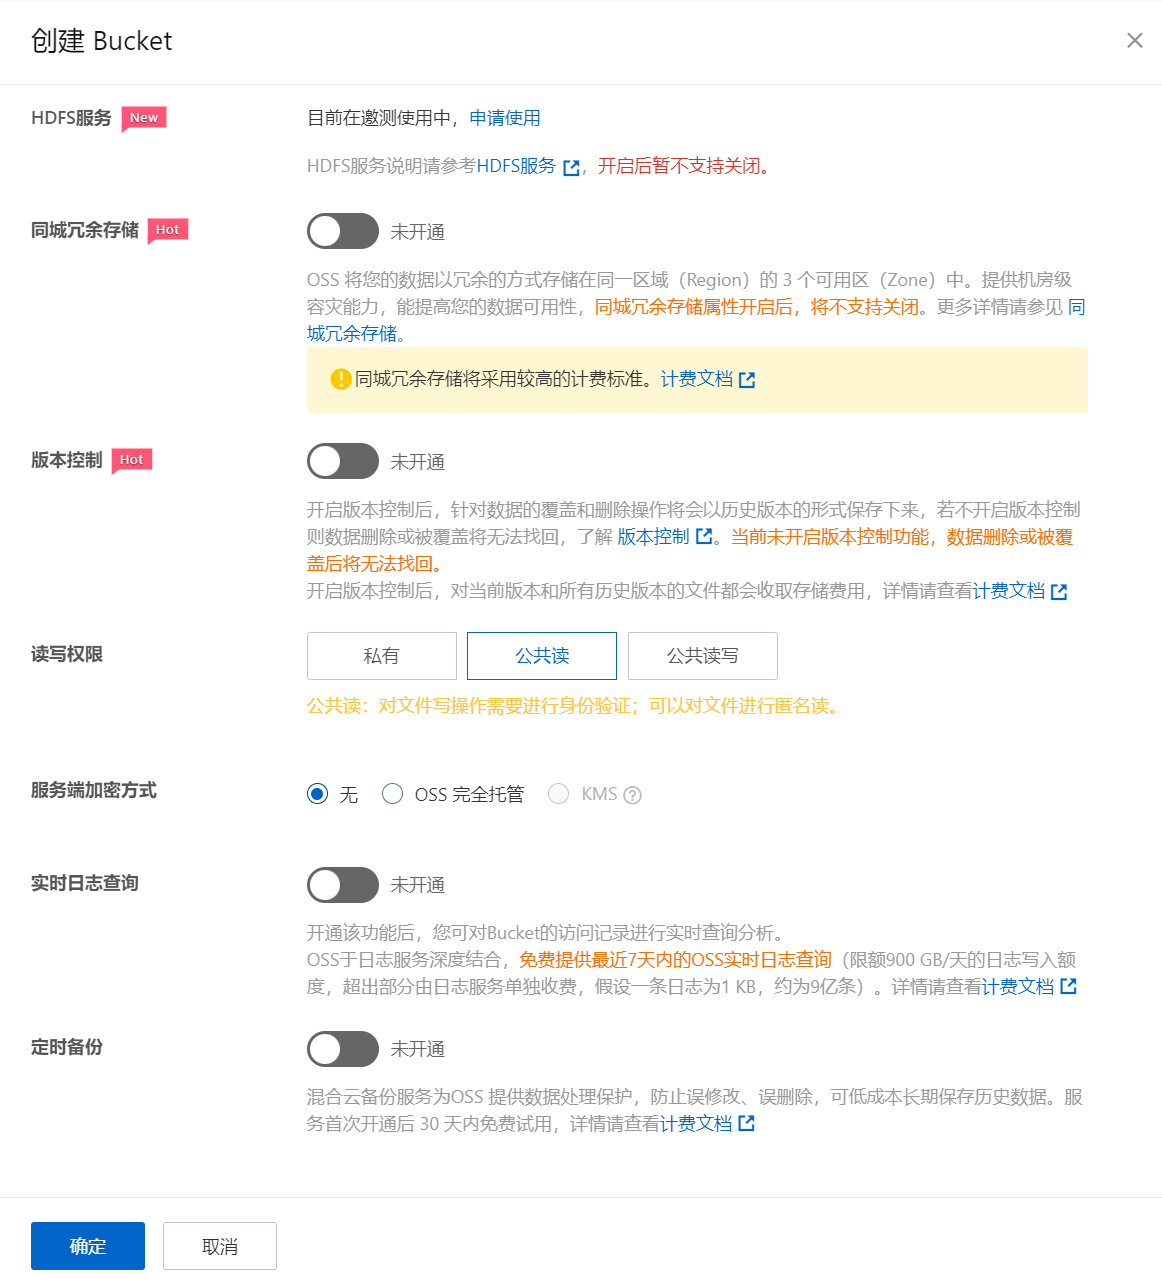 创建 Bucket
HDFS服务 New
目前在邀测使用中，申请使用
HDFS服务说明请参考HDFS服务，开启后暂不支持关闭。
同城冗余存储 Hot
未开通
OSS 将您的数据以冗余的方式存储在同一区域（Region）的 3 个可用区（Zone）中。提供机房级
容灾能力，能提高您的数据可用性，同城冗余存储属性开启后，将不支持关闭。更多详情请参见 同
城冗余存储。
同城冗余存储将采用较高的计费标准。计费文档
版本控制 Hot
未开通
开启版本控制后，针对数据的覆盖和删除操作将会以历史版本的形式保存下来，若不开启版本控制
则数据删除或被覆盖将无法找回，了解 版本控制。当前未开启版本控制功能，数据删除或被覆
盖后将无法找回。
开启版本控制后，对当前版本和所有历史版本的文件都会收取存储费用，详情请查看计费文档
读写权限
私有 公共读 公共读写
公共读：对文件写操作需要进行身份验证；可以对文件进行匿名读。
服务端加密方式
无 OSS 完全托管 KMS
实时日志查询
未开通
开通该功能后，您可对Bucket的访问记录进行实时查询分析。
OSS于日志服务深度结合，免费提供最近7天内的OSS实时日志查询（限额900 GB/天的日志写入额
度，超出部分由日志服务单独收费，假设一条日志为1 KB，约为9亿条）。详情请查看计费文档
定时备份
未开通
混合云备份服务为OSS 提供数据处理保护，防止误修改、误删除，可低成本长期保存历史数据。服
务首次开通后 30 天内免费试用，详情请查看计费文档
确定 取消